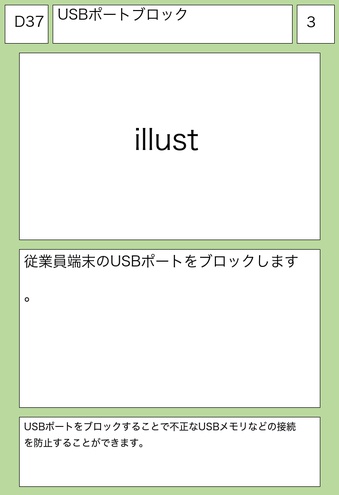 D37
USBポートブロック
3
illust
従業員端末のUSBポートをブロックします
。
USBポートをブロックすることで不正なUSBメモリなどの接続
を防止することができます。